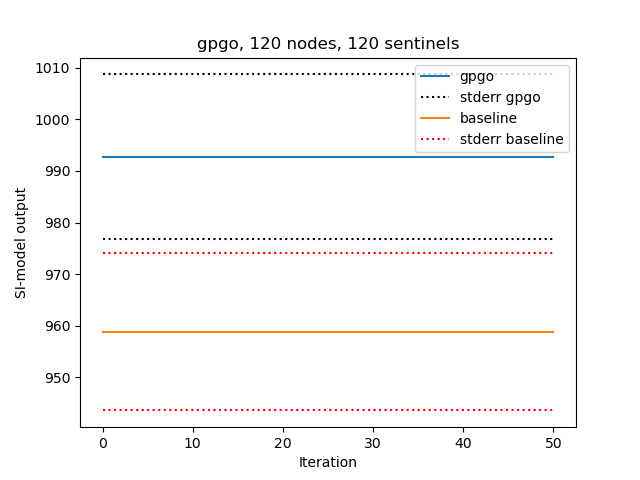 gpgo, 120 nodes, 120 sentinels
gpgo
stderr gpgo
baseline
stderr baseline
SI-model output
1010
1000
990
980
970
960
950
0 10 20 30 40 50
Iteration